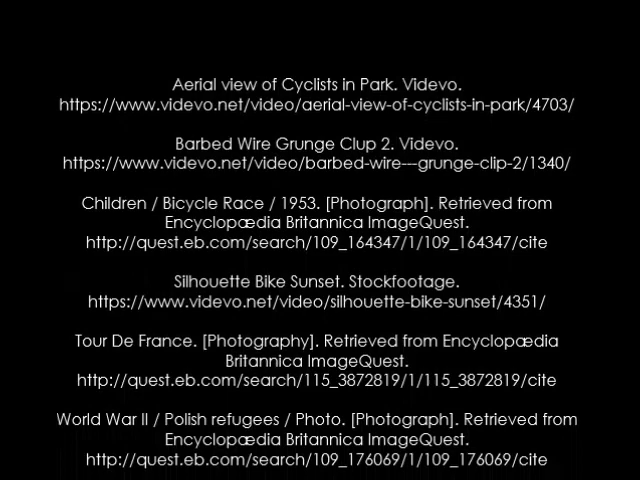 Aerial view of Cyclists in Park. Videvo.
https://www.videvo.net/video/aerial-view-of-cyclists-in-park/4703/
Barbed Wire Grunge Clup 2. Videvo.
https://www.videvo.net/video/barbed-wire---grunge-clip-2/1340/
Children / Bicycle Race / 1953. [Photograph]. Retrieved from
Encyclopædia Britannica ImageQuest.
http://quest.eb.com/search/109_164347/1/109_164347/cite
Silhouette Bike Sunset. Stockfootage.
https://www.videvo.net/video/silhouette-bike-sunset/4351/
Tour De France. [Photography]. Retrieved from Encyclopædia
Britannica ImageQuest.
http://quest.eb.com/search/115_3872819/1/115_3872819/cite
World War II / Polish refugees / Photo. [Photograph]. Retrieved from
Encyclopædia Britannica ImageQuest.
http://quest.eb.com/search/109_176069/1/109_176069/cite